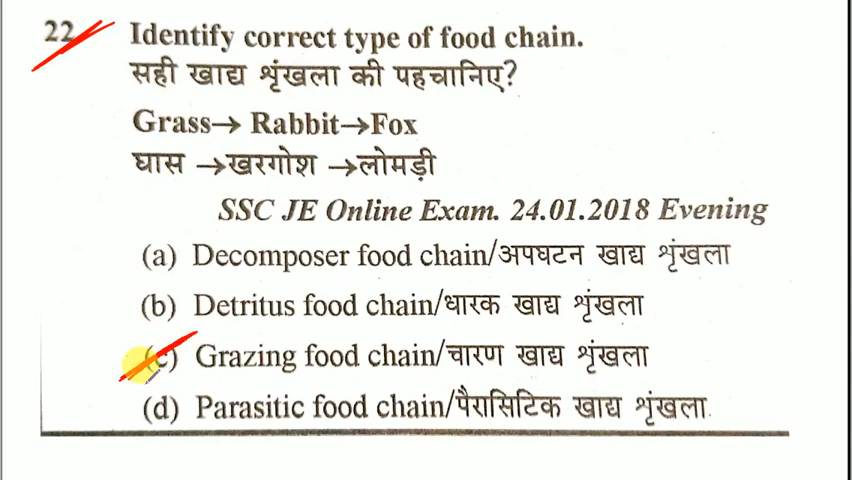 22. Identify correct type of food chain.
सही खाद्य शृंखला की पहचानिए?
Grass→ Rabbit→Fox
घास →खरगोश →लोमड़ी
SSC JE Online Exam. 24.01.2018 Evening
(a) Decomposer food chain/अपघटन खाद्य शृंखला
(b) Detritus food chain/धारक खाद्य शृंखला
(c) Grazing food chain/चारण खाद्य शृंखला
(d) Parasitic food chain/पैरासिटिक खाद्य शृंखला